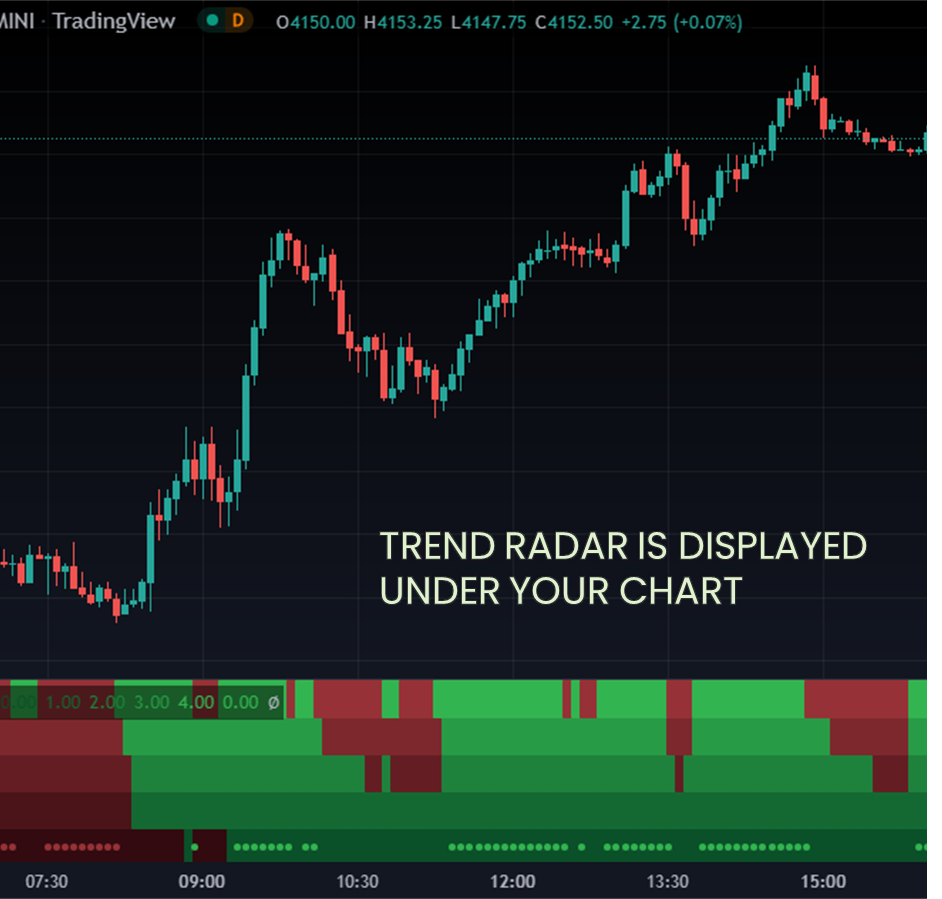 MINI · TradingView D O4150.00 H4153.25 L4147.75 C4152.50 +2.75 (+0.07%)
TREND RADAR IS DISPLAYED
UNDER YOUR CHART
0.00 1.00 2.00 3.00 4.00 0.00 Ø
07:30 09:00 10:30 12:00 13:30 15:00